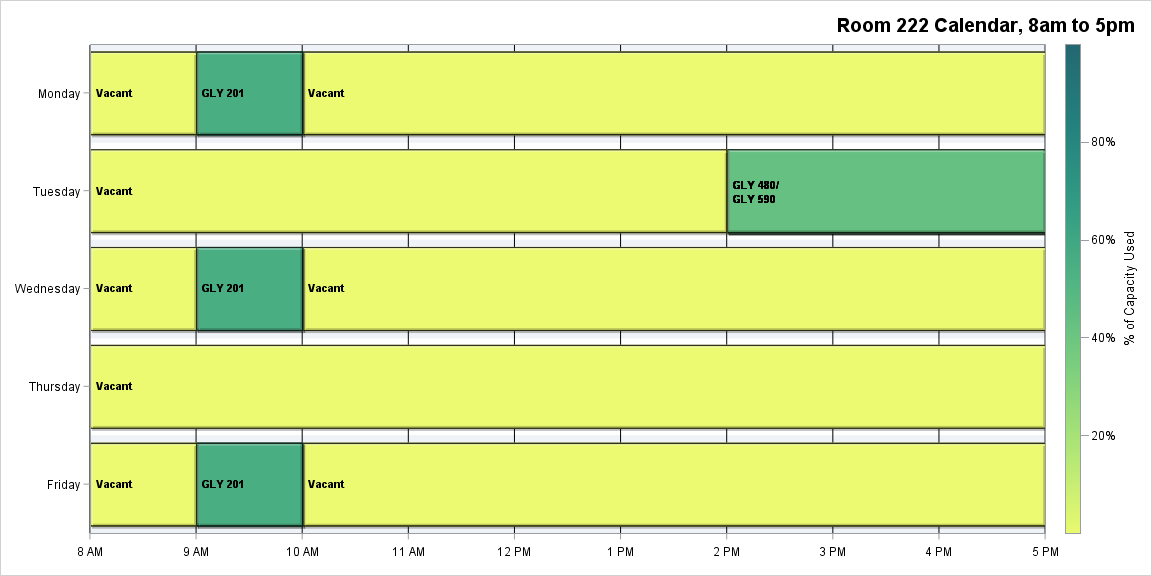 Room 222 Calendar, 8am to 5pm
Monday
Vacant
GLY 201
Vacant
Tuesday
Vacant
GLY 480/
GLY 590
Wednesday
Vacant
GLY 201
Vacant
Thursday
Vacant
Friday
Vacant
GLY 201
Vacant
8 AM
9 AM
10 AM
11 AM
12 PM
1 PM
2 PM
3 PM
4 PM
5 PM
80%
60%
40%
20%
% of Capacity Used